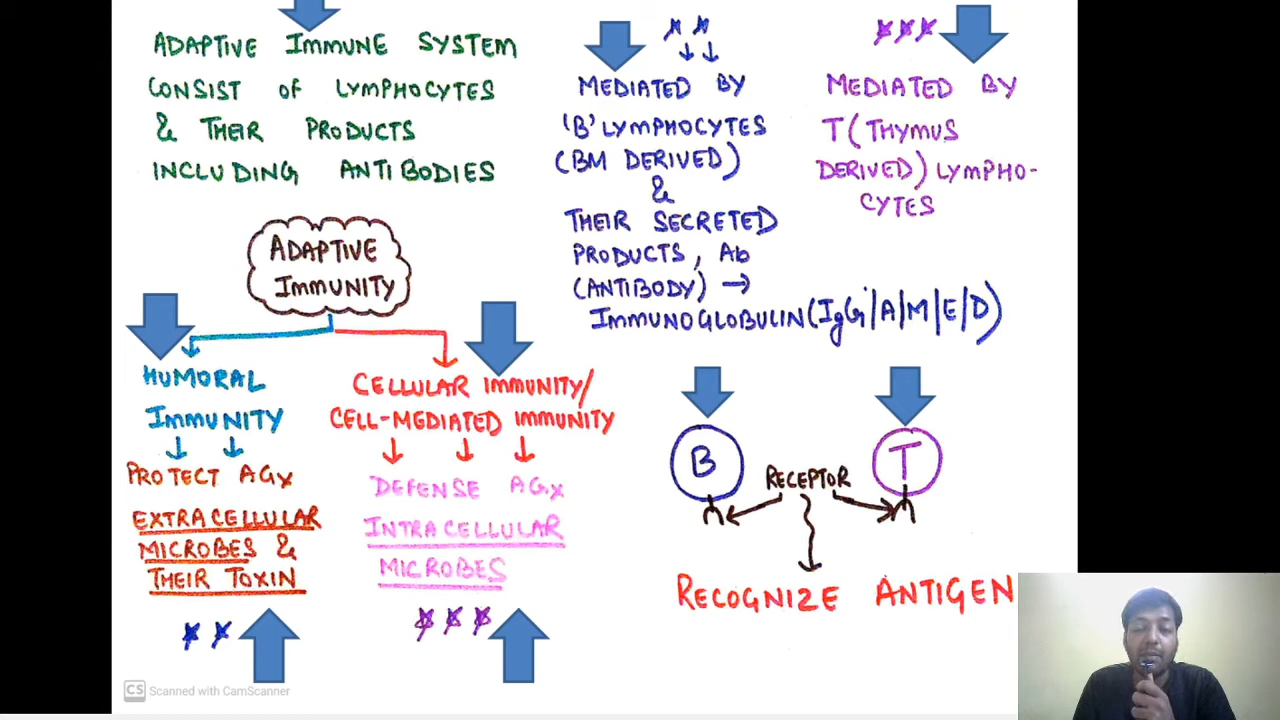 ADAPTIVE IMMUNE SYSTEM
CONSIST OF LYMPHOCYTES
& THEIR PRODUCTS
INCLUDING ANTIBODIES
MEDIATED BY
'B' LYMPHOCYTES
(BM DERIVED)
&
THEIR SECRETED
PRODUCTS, Ab
(ANTIBODY) →
IMMUNOGLOBULIN (IgG/A/M/E/D)
MEDIATED BY
T (THYMUS
DERIVED) LYMPHO-
CYTES
ADAPTIVE
IMMUNITY
HUMORAL
IMMUNITY
PROTECT AGx
EXTRACELLULAR
MICROBES &
THEIR TOXIN
CELLULAR IMMUNITY/
CELL-MEDIATED IMMUNITY
DEFENSE AGx
INTRACELLULAR
MICROBES
B
RECEPTOR
T
RECOGNIZE ANTIGEN
CS Scanned with CamScanner